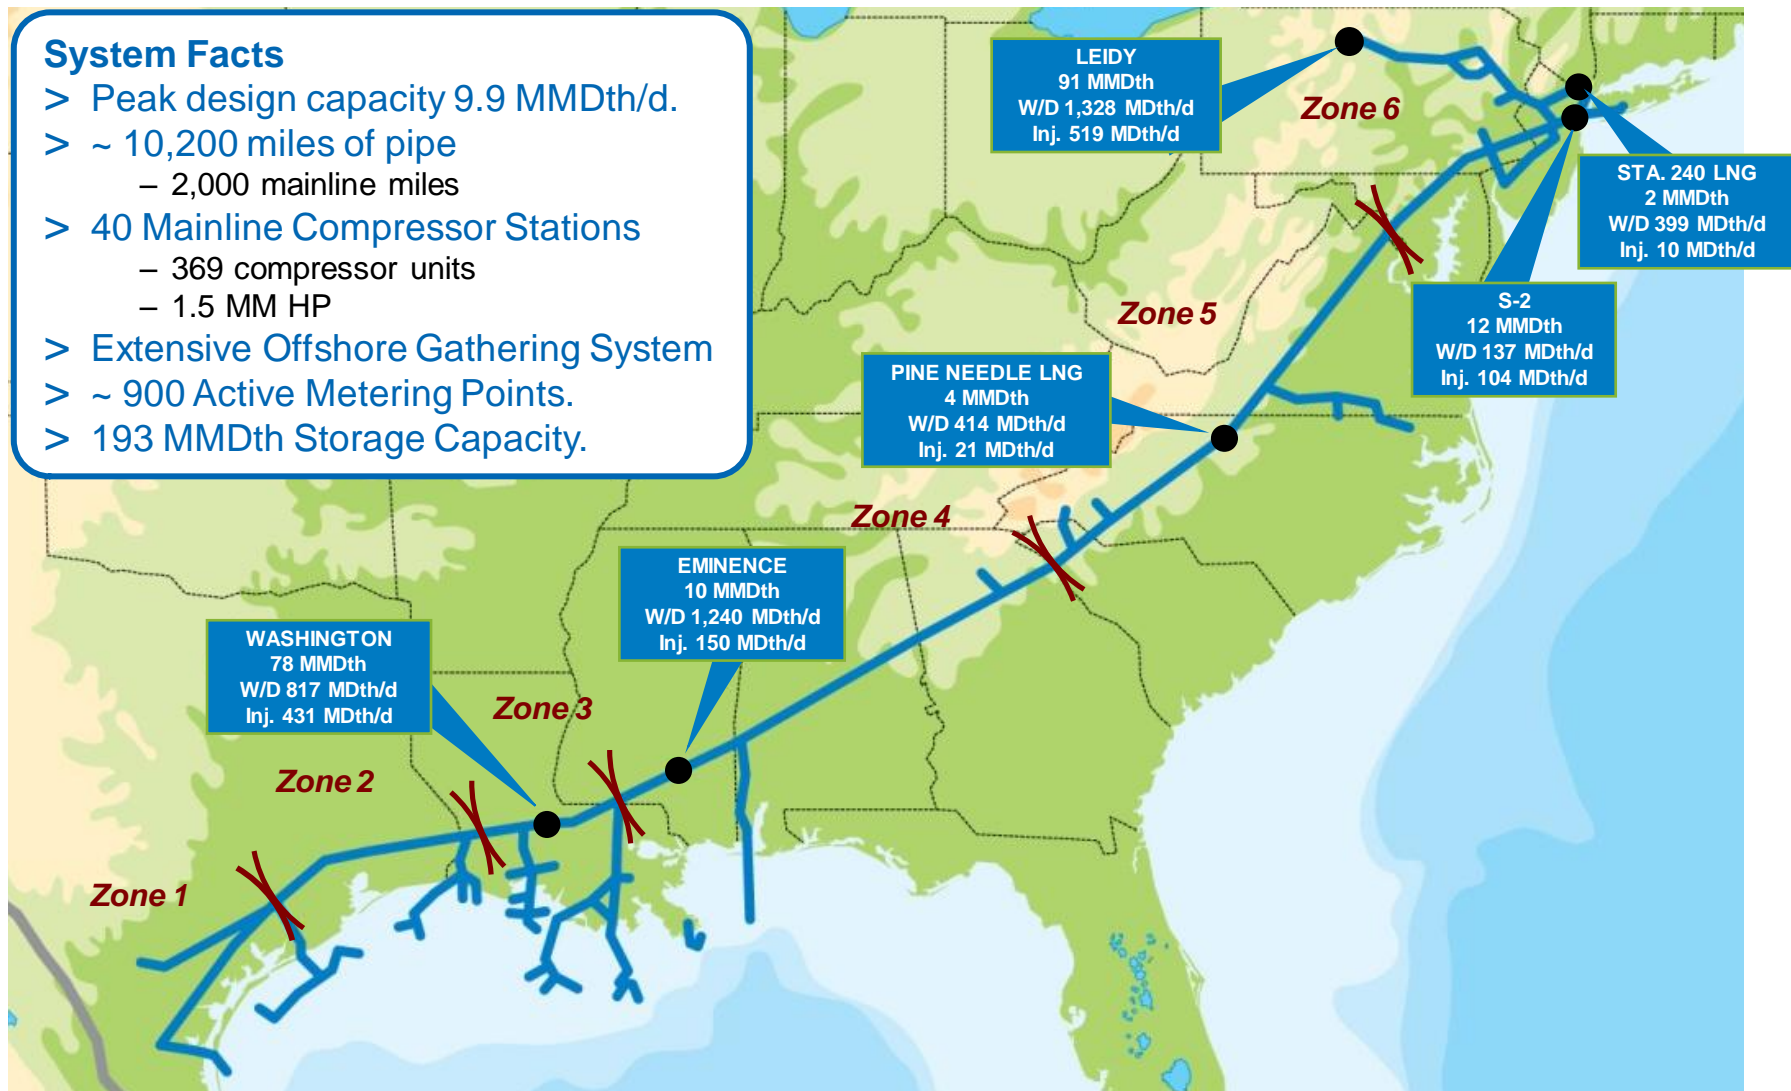 System Facts
> Peak design capacity 9.9 MMDth/d.
> ~ 10,200 miles of pipe
– 2,000 mainline miles
> 40 Mainline Compressor Stations
– 369 compressor units
– 1.5 MM HP
> Extensive Offshore Gathering System
> ~ 900 Active Metering Points.
> 193 MMDth Storage Capacity.
LEIDY
91 MMDth
W/D 1,328 MDth/d
Inj. 519 MDth/d
Zone 6
STA. 240 LNG
2 MMDth
W/D 399 MDth/d
Inj. 10 MDth/d
S-2
12 MMDth
W/D 137 MDth/d
Inj. 104 MDth/d
Zone 5
PINE NEEDLE LNG
4 MMDth
W/D 414 MDth/d
Inj. 21 MDth/d
Zone 4
EMINENCE
10 MMDth
W/D 1,240 MDth/d
Inj. 150 MDth/d
WASHINGTON
78 MMDth
W/D 817 MDth/d
Inj. 431 MDth/d
Zone 3
Zone 2
Zone 1